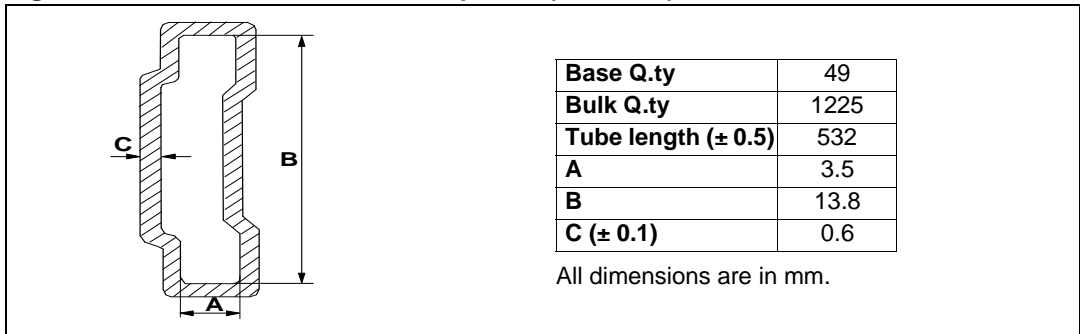 C
B
A
Base Q.ty 49
Bulk Q.ty 1225
Tube length (± 0.5) 532
A 3.5
B 13.8
C (± 0.1) 0.6
All dimensions are in mm.